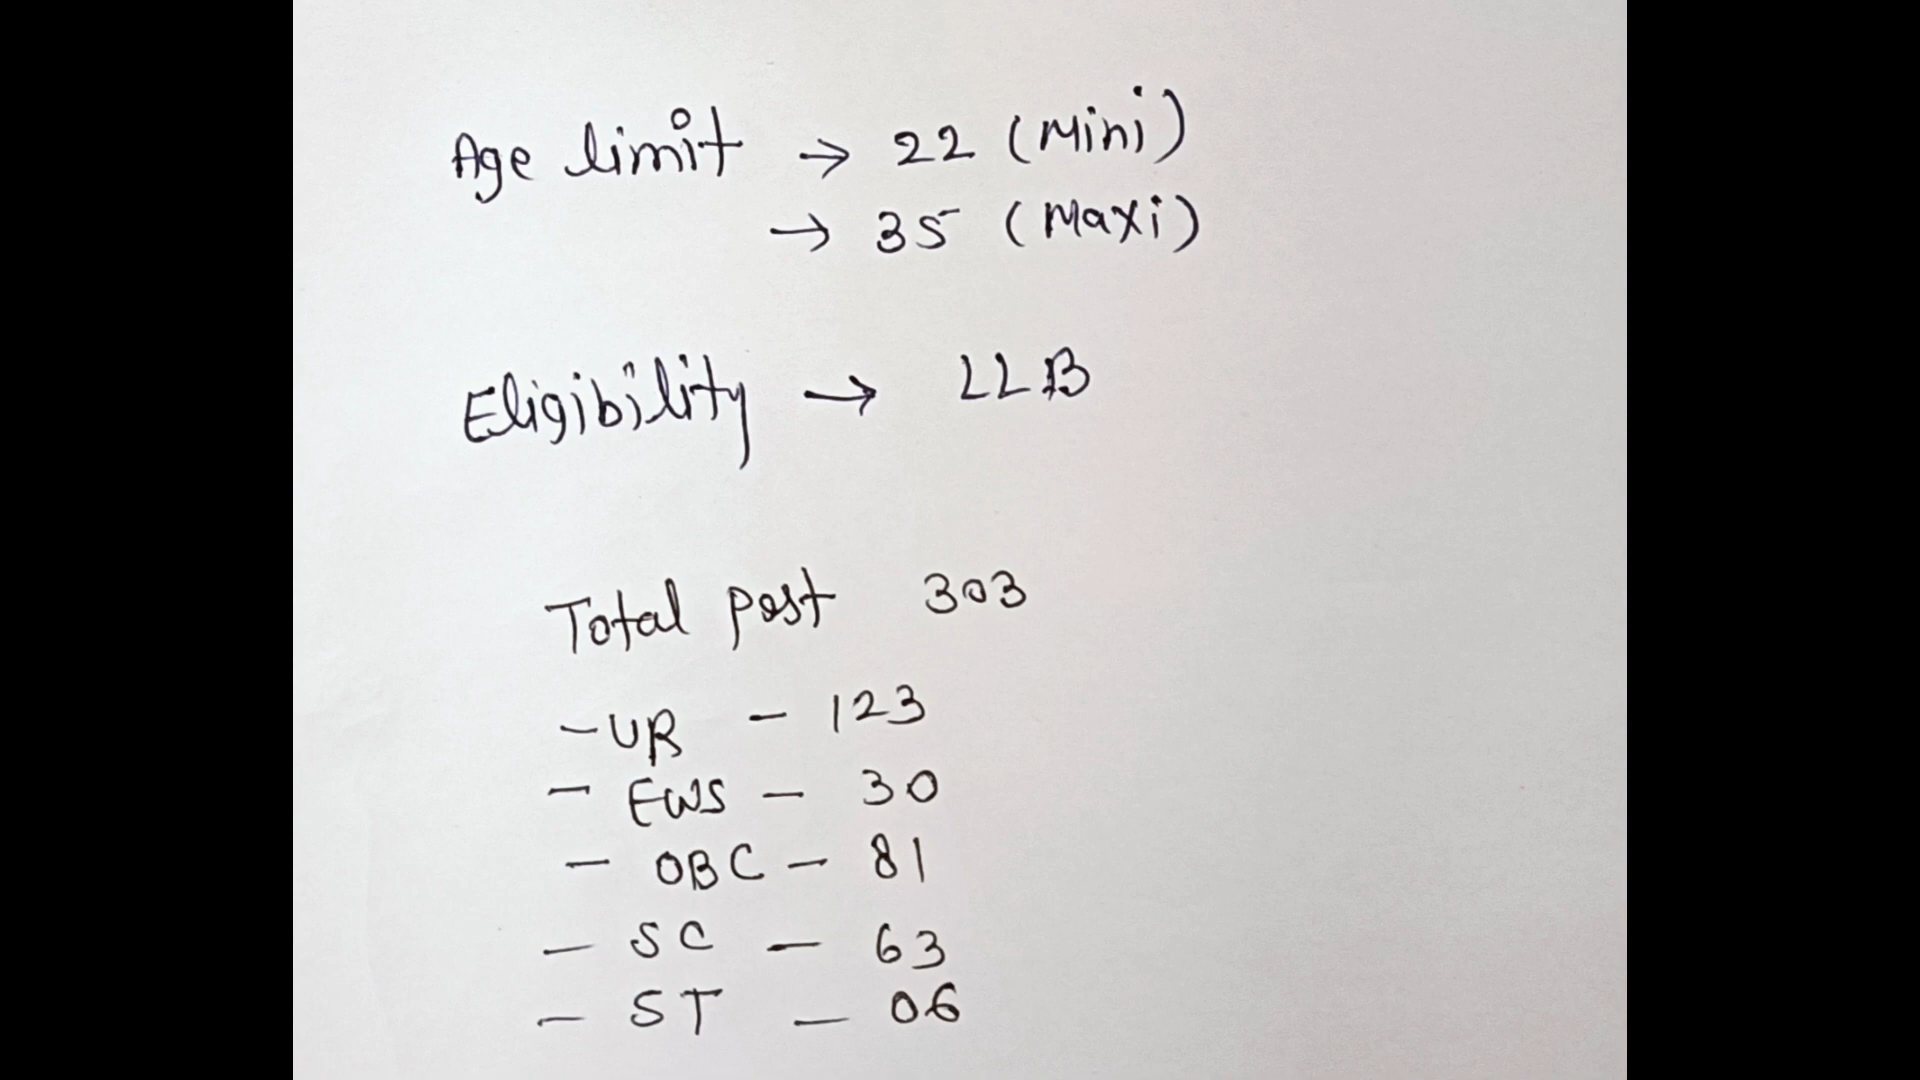 Age limit → 22 (Mini)
→ 35 (Maxi)
Eligibility → LLB
Total post 303
- UR - 123
- EWS - 30
- OBC - 81
- SC - 63
- ST - 06